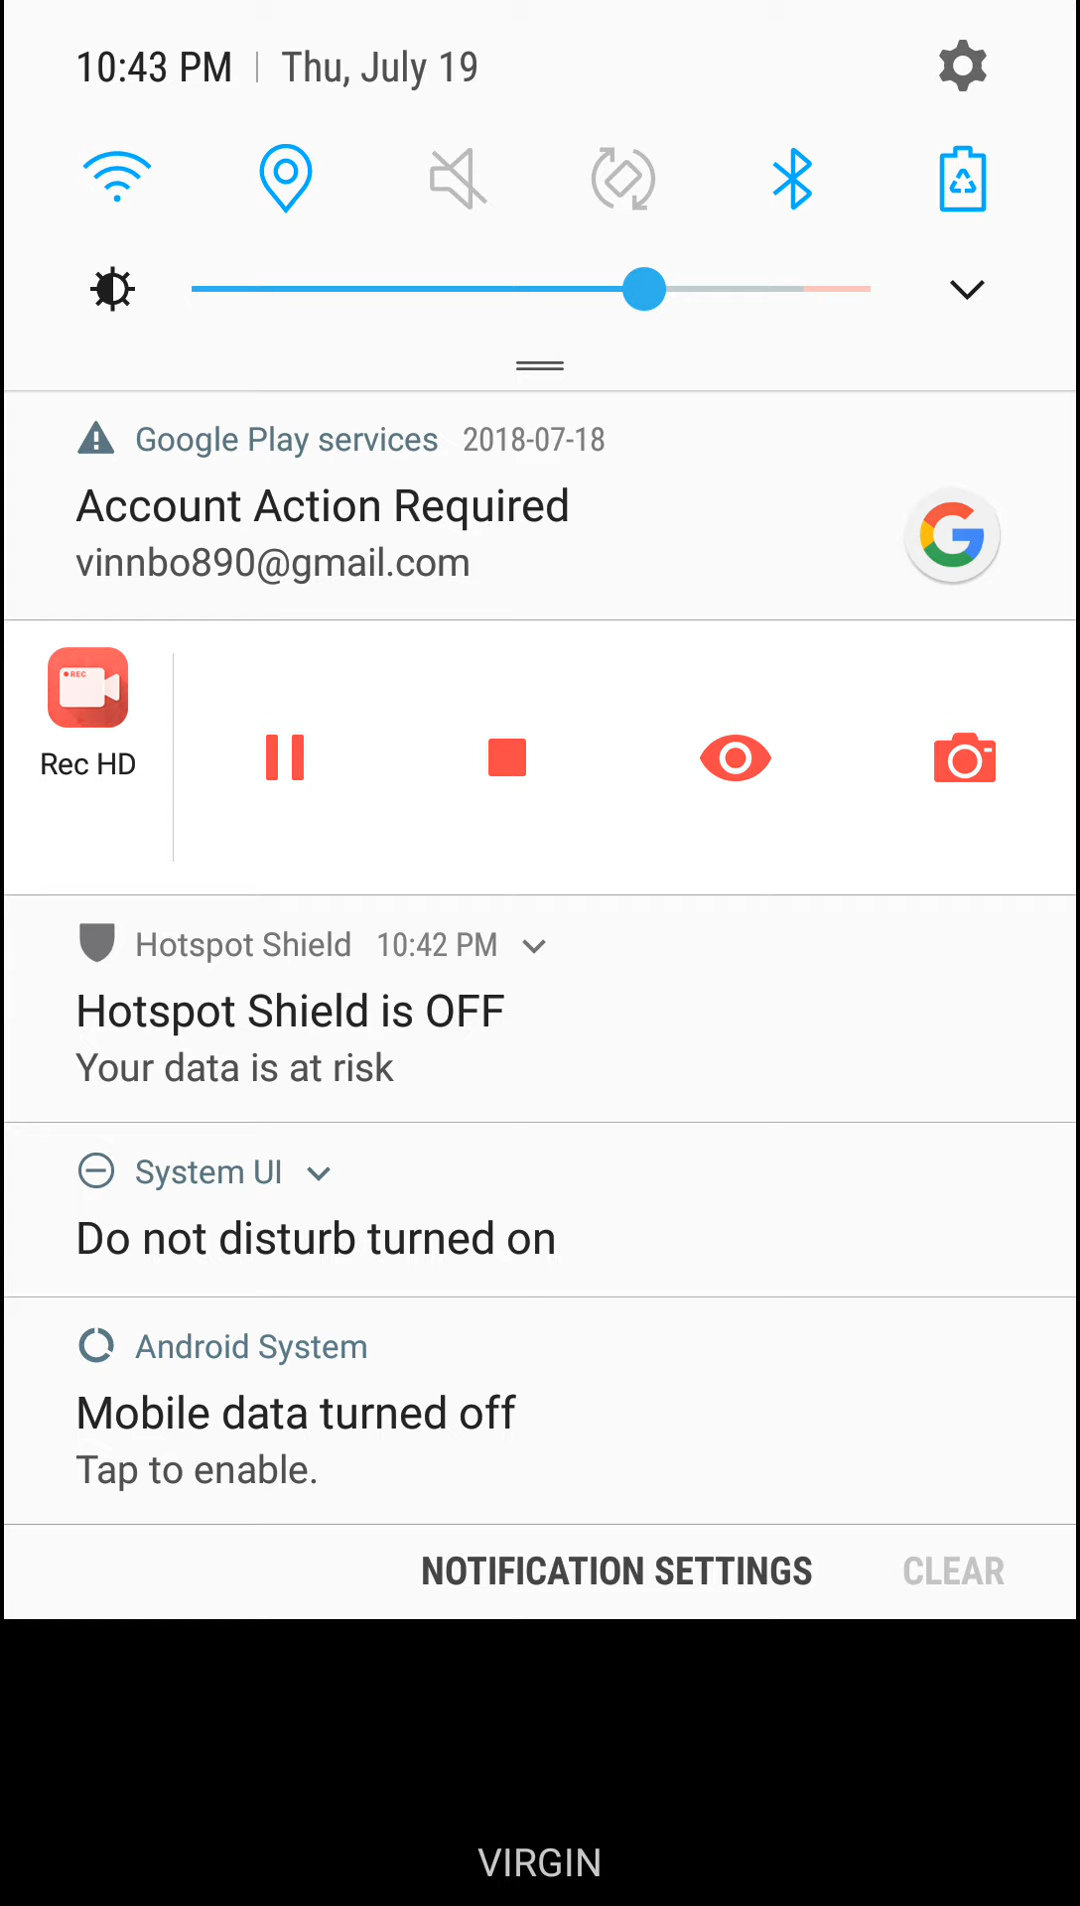 10:43 PM | Thu, July 19
Google Play services 2018-07-18
Account Action Required
vinnbo890@gmail.com
REC
Rec HD
Hotspot Shield 10:42 PM
Hotspot Shield is OFF
Your data is at risk
System UI
Do not disturb turned on
Android System
Mobile data turned off
Tap to enable.
NOTIFICATION SETTINGS CLEAR
VIRGIN